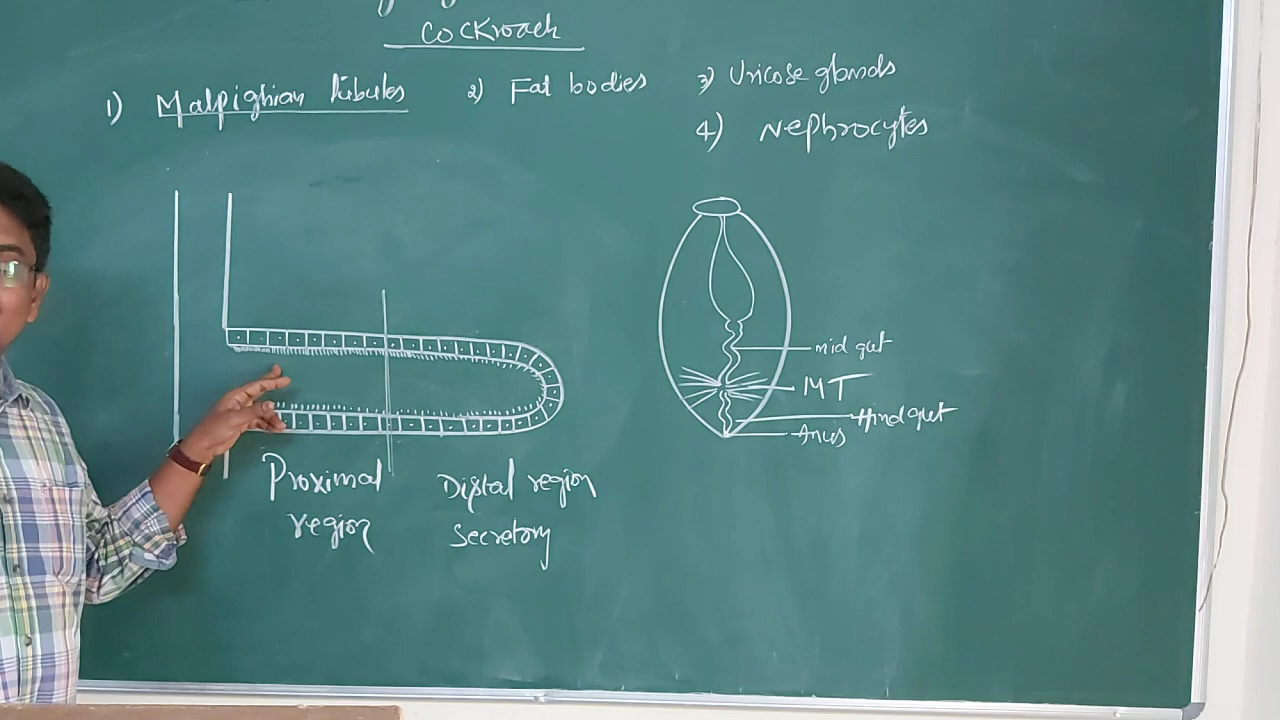 Cockroach
1) Malpighian tubules
2) Fat bodies
3) Uricose glands
4) Nephrocytes
mid gut
MT
Hind gut
Anus
Proximal
region
Distal region
Secretory